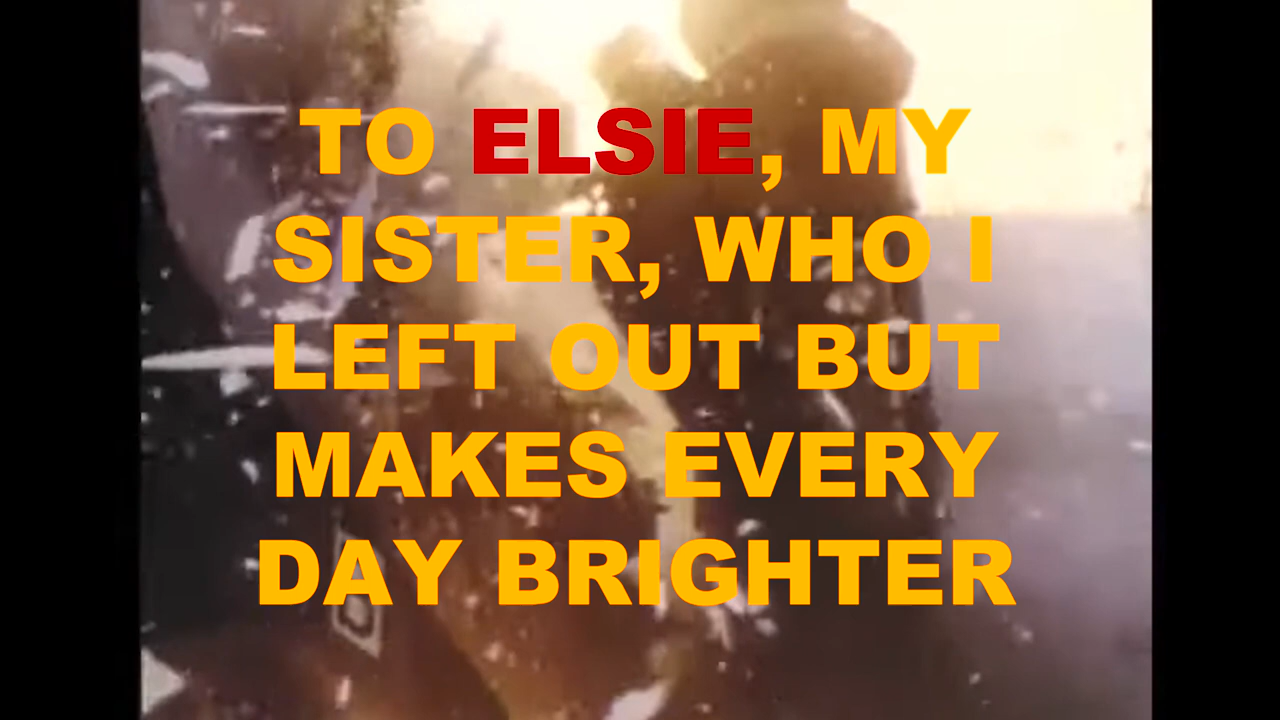 TO ELSIE, MY
SISTER, WHO I
LEFT OUT BUT
MAKES EVERY
DAY BRIGHTER